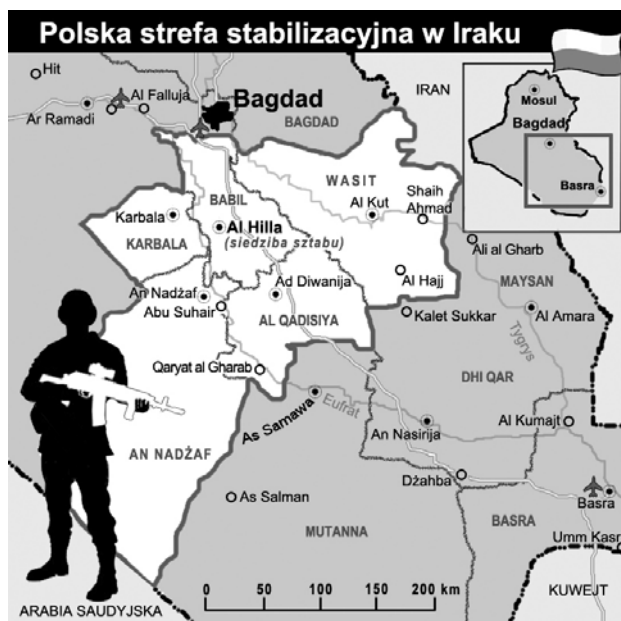 Polska strefa stabilizacyjna w Iraku
Hit
Al Falluja
Ar Ramadi
Bagdad
BAGDAD
IRAN
Mosul
Bagdad
Basra
WASIT
Shaih
Ahmad
BABIL
Al Kut
Karbala
KARBALA
Al Hilla
(siedziba sztabu)
Ali al Gharb
Al Hajj
MAYSAN
An Nadżaf
Ad Diwanija
Abu Suhair
AL QADISIYA
Kalet Sukkar
Al Amara
Tygrys
Qaryat al Gharab
DHI QAR
As Samawa
Eufrat
An Nasirija
Al Kumajt
AN NADŻAF
Dżahba
As Salman
MUTANNA
BASRA
Basra
Umm Kasr
0 50 100 150 200 km
ARABIA SAUDYJSKA
KUWEJT